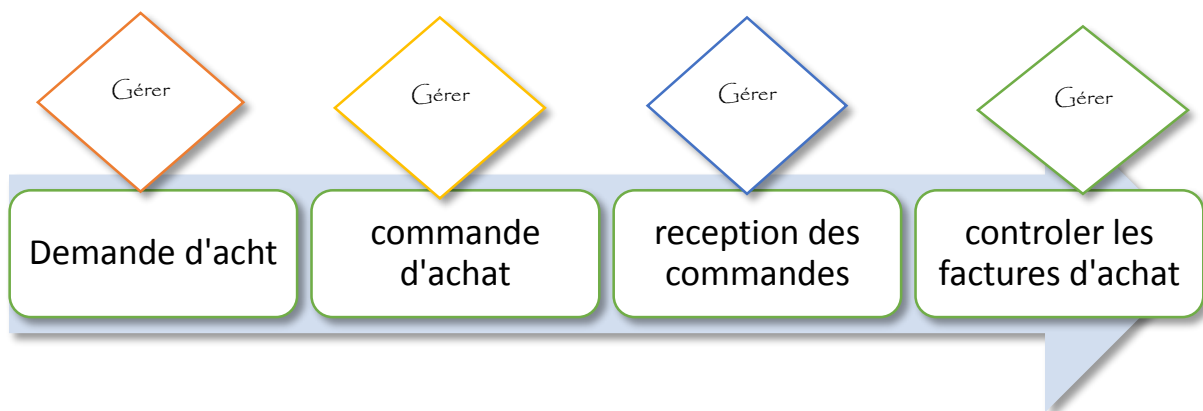 Gérer
Gérer
Gérer
Gérer
Demande d'acht
commande
d'achat
reception des
commandes
controler les
factures d'achat